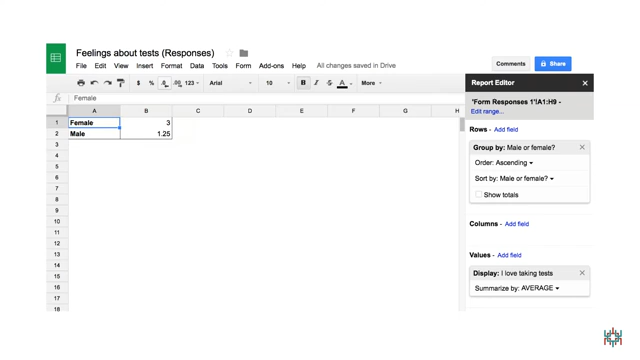 Feelings about tests (Responses)
File Edit View Insert Format Data Tools Form Add-ons Help All changes saved in Drive
Comments Share
$ % .0 .00 123 Arial 10 B I S A More
fx Female
Report Editor
'Form Responses 1'!A1:H9 -
Edit range...
A B C D E F G H
1 Female 3
2 Male 1.25
3
4
5
6
7
8
9
10
11
12
13
14
15
16
17
18
Rows - Add field
Group by: Male or female?
Order: Ascending
Sort by: Male or female?
Show totals
Columns - Add field
Values - Add field
Display: I love taking tests
Summarize by: AVERAGE